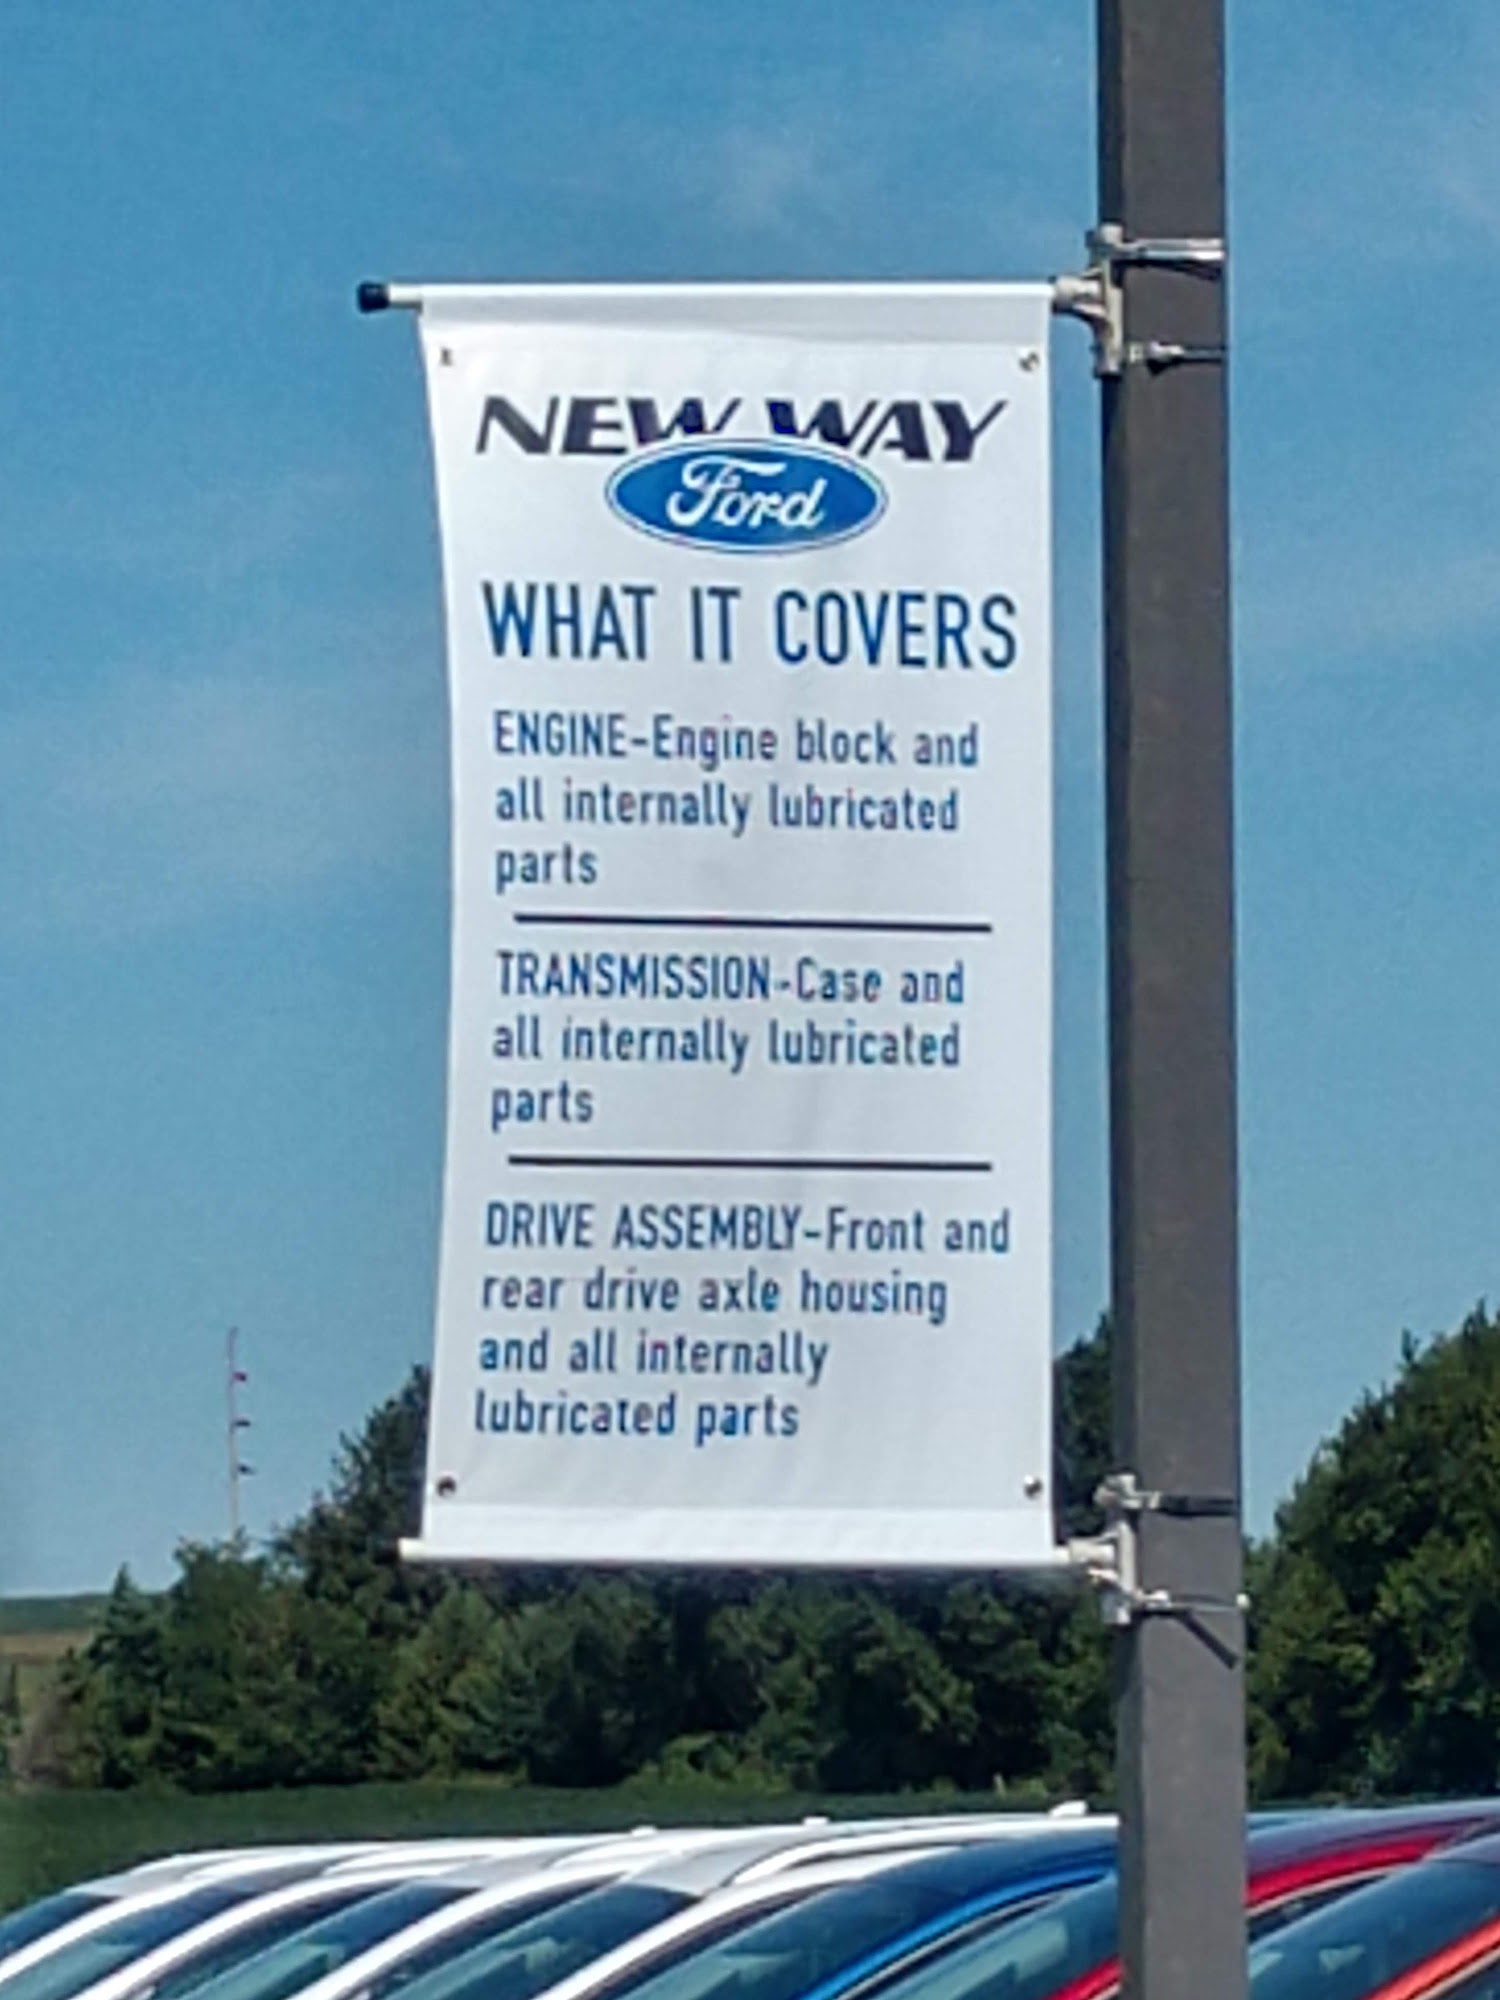 NEW WAY
Ford
WHAT IT COVERS
ENGINE-Engine block and
all internally lubricated
parts
TRANSMISSION-Case and
all internally lubricated
parts
DRIVE ASSEMBLY-Front and
rear drive axle housing
and all internally
lubricated parts